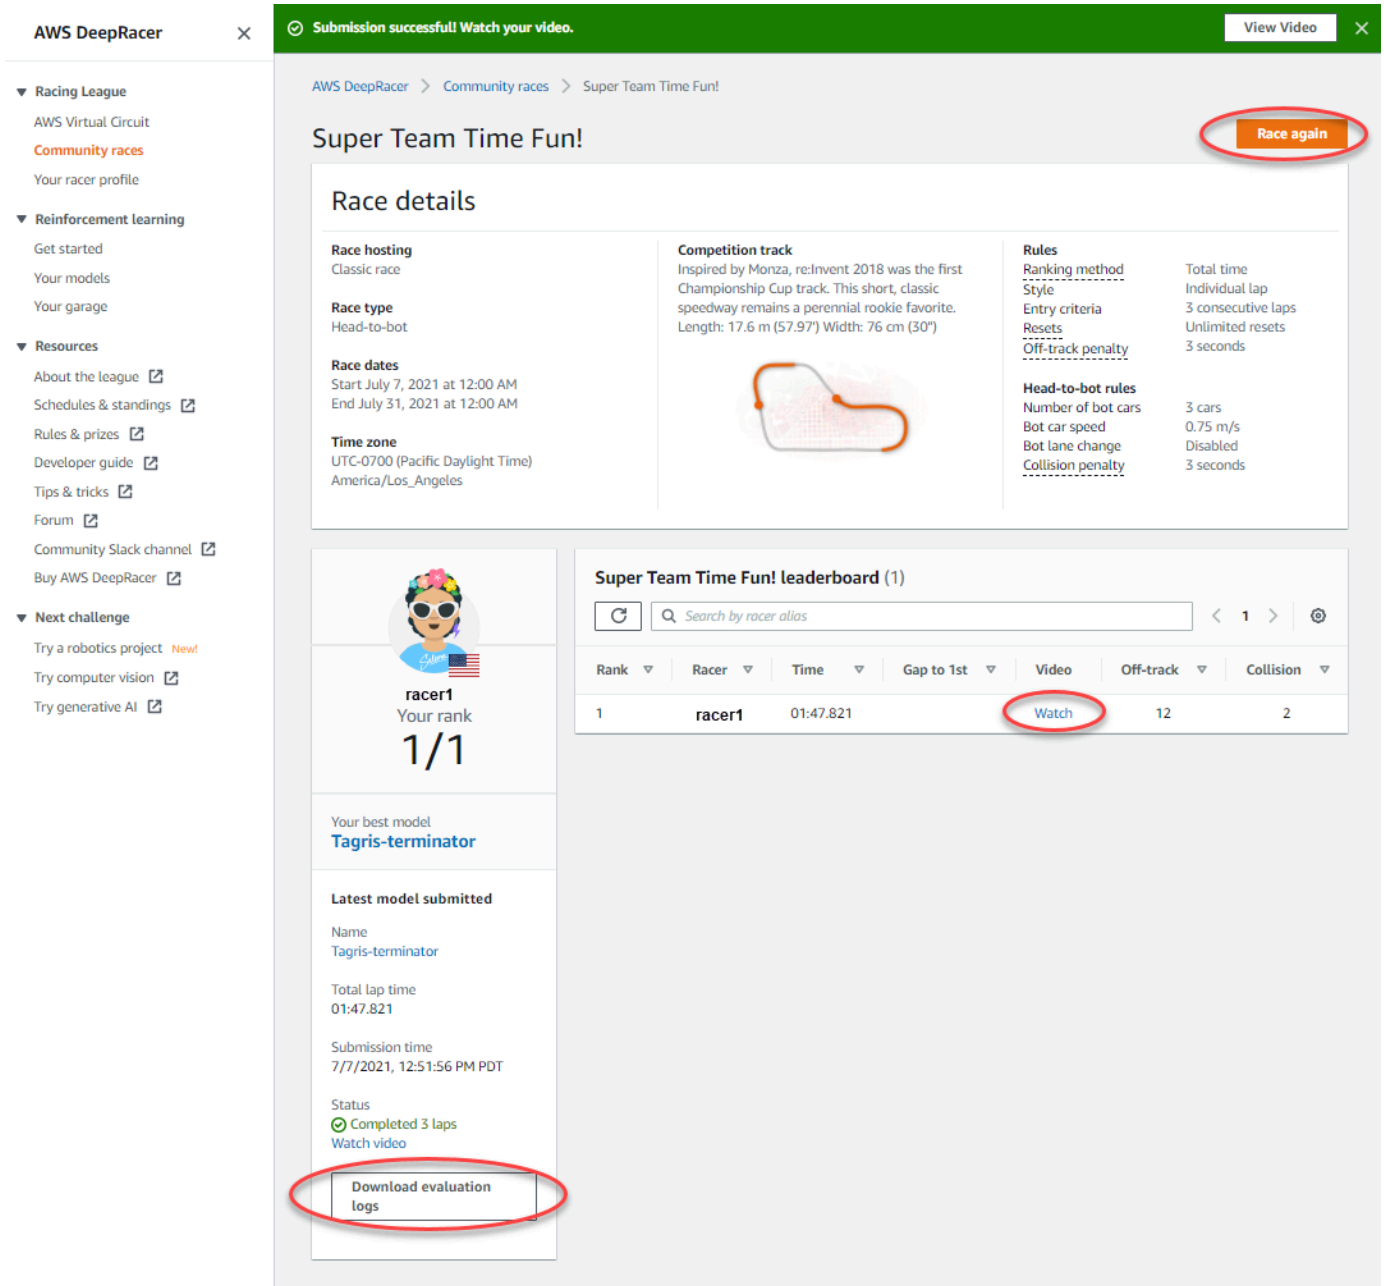 AWS DeepRacer
Submission successful! Watch your video.
View Video
Racing League
AWS Virtual Circuit
Community races
Your racer profile
Reinforcement learning
Get started
Your models
Your garage
Resources
About the league
Schedules & standings
Rules & prizes
Developer guide
Tips & tricks
Forum
Community Slack channel
Buy AWS DeepRacer
Next challenge
Try a robotics project New!
Try computer vision
Try generative AI
AWS DeepRacer > Community races > Super Team Time Fun!
Super Team Time Fun!
Race again
Race details
Race hosting
Classic race
Race type
Head-to-bot
Race dates
Start July 7, 2021 at 12:00 AM
End July 31, 2021 at 12:00 AM
Time zone
UTC-0700 (Pacific Daylight Time)
America/Los_Angeles
Competition track
Inspired by Monza, re:Invent 2018 was the first
Championship Cup track. This short, classic
speedway remains a perennial rookie favorite.
Length: 17.6 m (57.97') Width: 76 cm (30")
Rules
Ranking method Total time
Style Individual lap
Entry criteria 3 consecutive laps
Resets Unlimited resets
Off-track penalty 3 seconds
Head-to-bot rules
Number of bot cars 3 cars
Bot car speed 0.75 m/s
Bot lane change Disabled
Collision penalty 3 seconds
Selene
racer1
Your rank
1/1
Your best model
Tagris-terminator
Latest model submitted
Name
Tagris-terminator
Total lap time
01:47.821
Submission time
7/7/2021, 12:51:56 PM PDT
Status
Completed 3 laps
Watch video
Download evaluation
logs
Super Team Time Fun! leaderboard (1)
Search by racer alias
1
Rank Racer Time Gap to 1st Video Off-track Collision
1 racer1 01:47.821 Watch 12 2